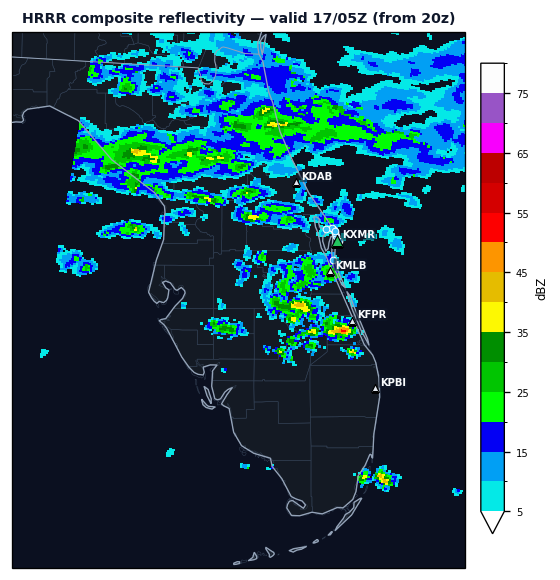 HRRR composite reflectivity — valid 17/05Z (from 20z)
KDAB
KXMR
KMLB
KFPR
KPBI
75
65
55
45
35
25
15
5
dBZ